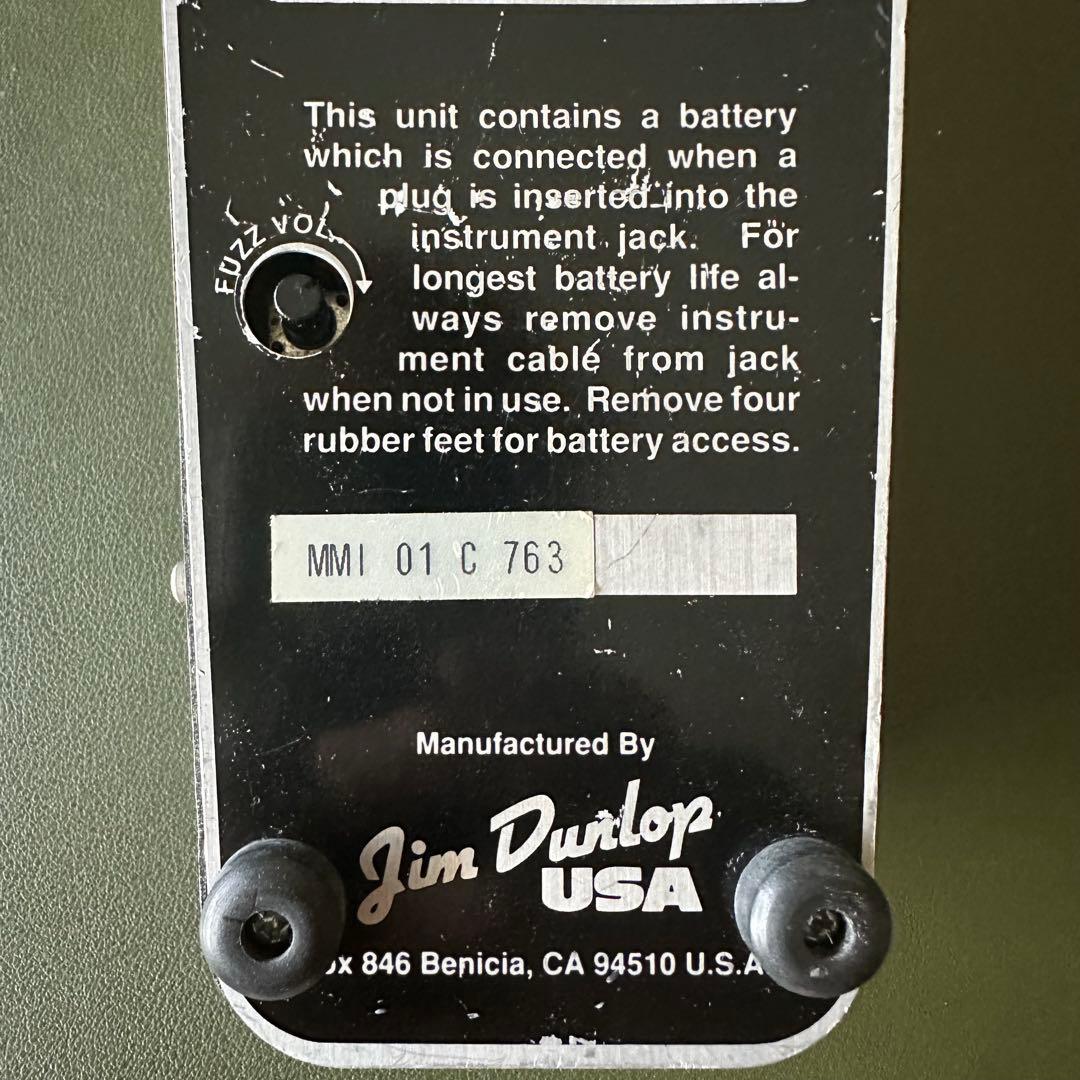 This unit contains a battery
which is connected when a
plug is inserted into the
instrument jack. For
longest battery life al-
ways remove instru-
ment cable from jack
when not in use. Remove four
rubber feet for battery access.
FUZZ VOL
MMI 01 C 763
Manufactured By
Jim Dunlop
USA
846 Benicia, CA 94510 U.S.A